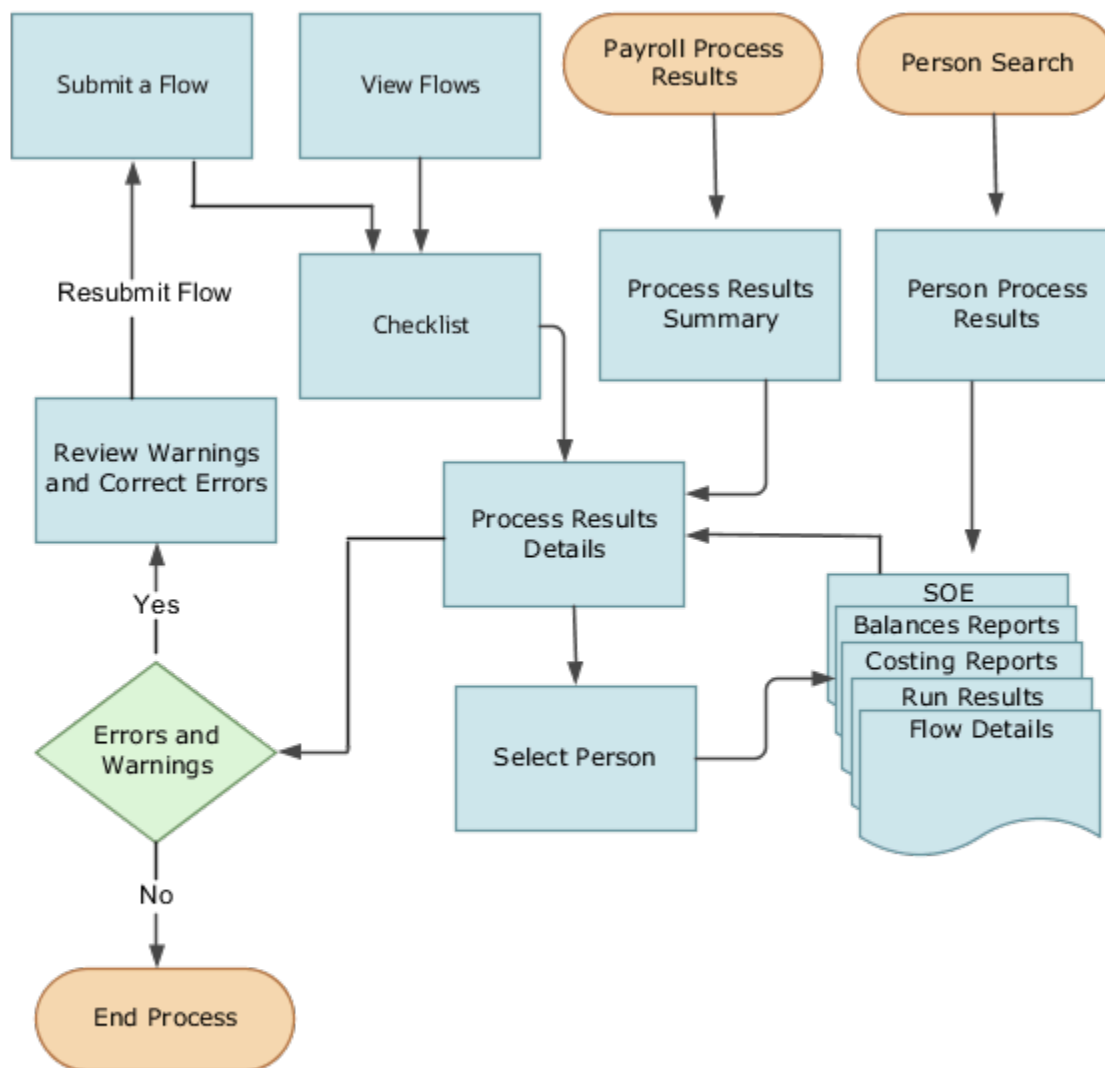 Submit a Flow
View Flows
Payroll Process
Results
Person Search
Resubmit Flow
Checklist
Process Results
Summary
Person Process
Results
Review Warnings
and Correct Errors
Process Results
Details
Yes
SOE
Balances Reports
Costing Reports
Run Results
Flow Details
Errors and
Warnings
Select Person
No
End Process